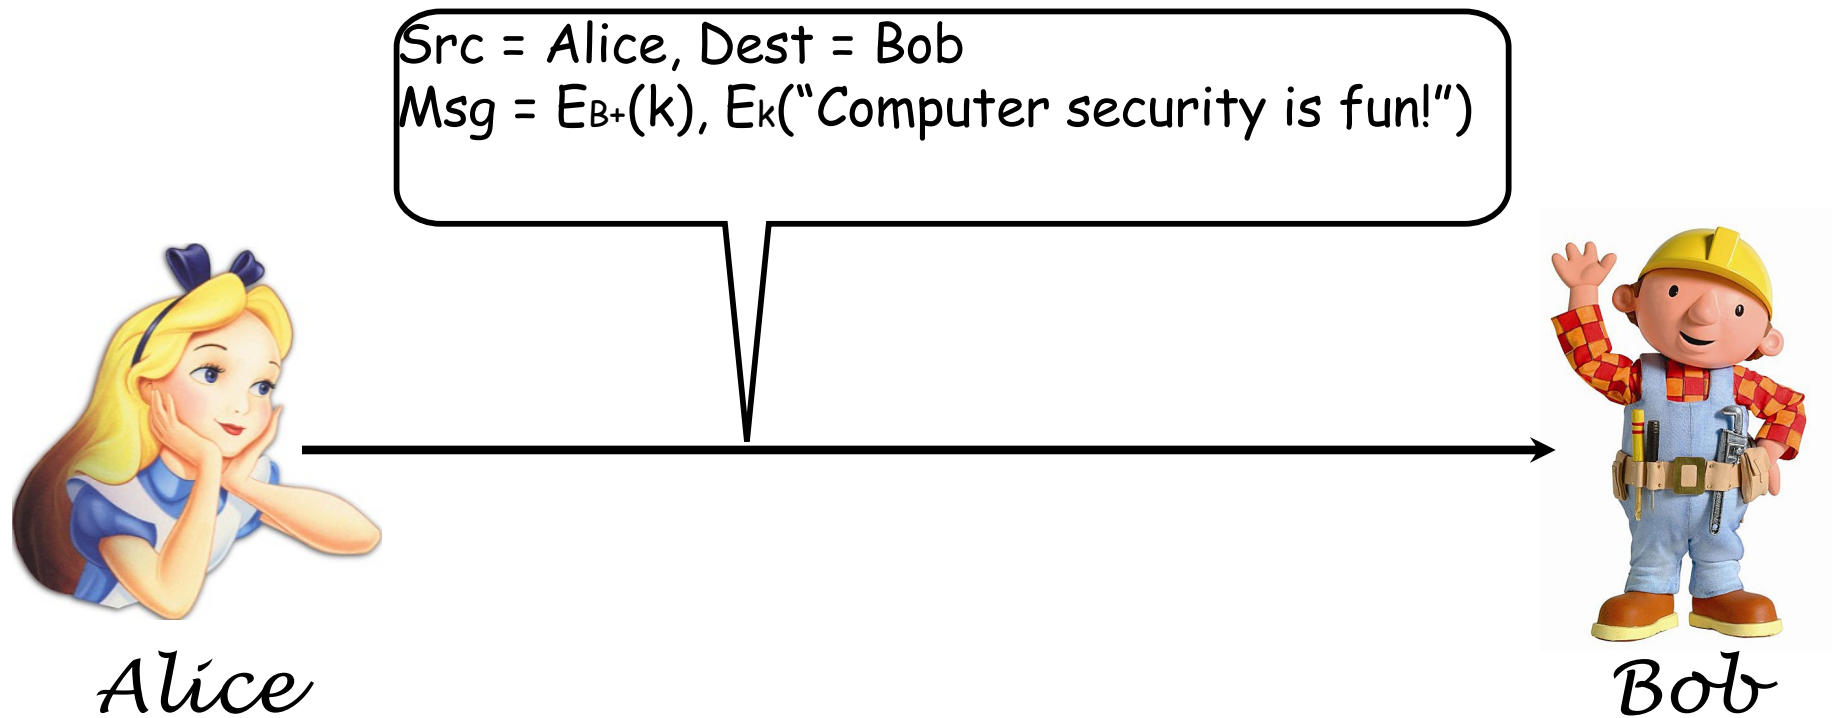 Src = Alice, Dest = Bob
Msg = EB+(k), Ek(“Computer security is fun!”)
Alice
Bob